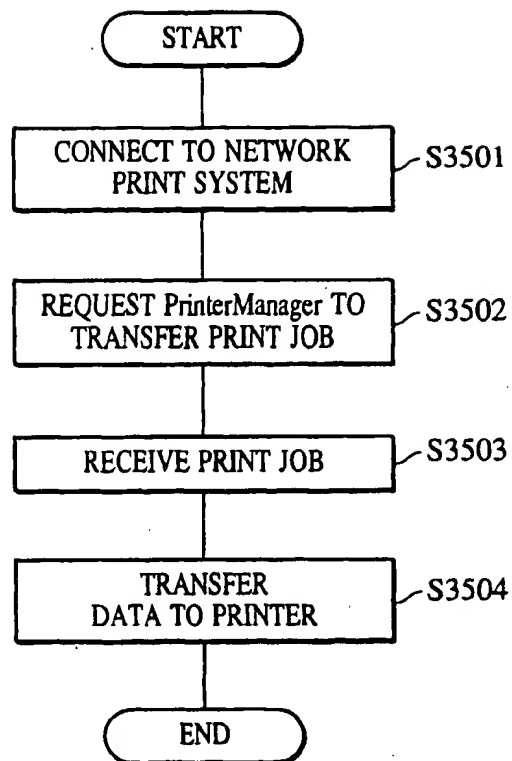 START
CONNECT TO NETWORK
PRINT SYSTEM
S3501
REQUEST PrinterManager TO
TRANSFER PRINT JOB
S3502
RECEIVE PRINT JOB
S3503
TRANSFER
DATA TO PRINTER
S3504
END